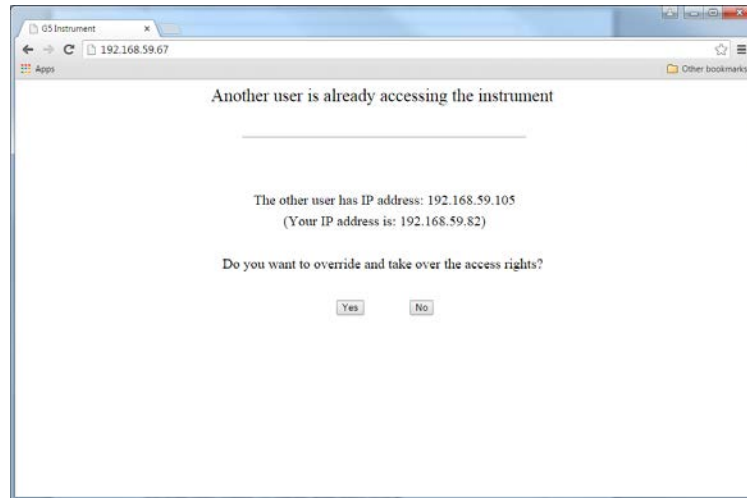 G5 Instrument
192.168.59.67
Apps
Other bookmarks
Another user is already accessing the instrument
The other user has IP address: 192.168.59.105
(Your IP address is: 192.168.59.82)
Do you want to override and take over the access rights?
Yes No